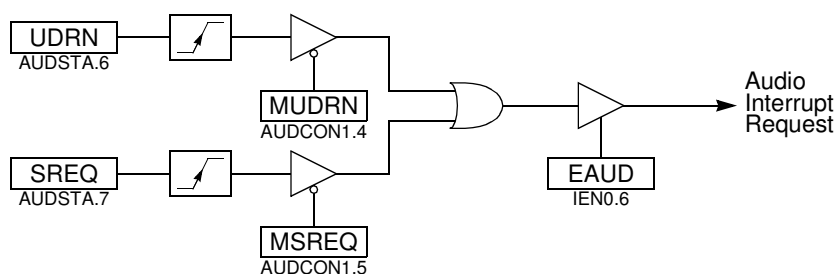 UDRN
AUDSTA.6
MUDRN
AUDCON1.4
Audio
Interrupt
Request
SREQ
AUDSTA.7
EAUD
IEN0.6
MSREQ
AUDCON1.5